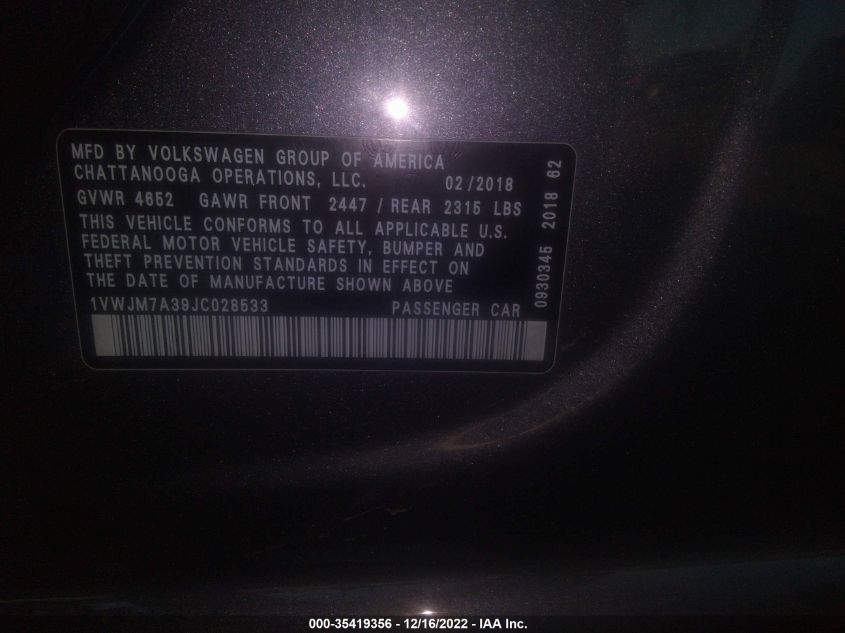 MFD BY VOLKSWAGEN GROUP OF AMERICA
CHATTANOOGA OPERATIONS, LLC. 02/2018
GVWR 4652 GAWR FRONT 2447 / REAR 2315 LBS
THIS VEHICLE CONFORMS TO ALL APPLICABLE U.S.
FEDERAL MOTOR VEHICLE SAFETY, BUMPER AND
THEFT PREVENTION STANDARDS IN EFFECT ON
THE DATE OF MANUFACTURE SHOWN ABOVE
1VWJM7A39JC028533 PASSENGER CAR
0930345 2018 62
000-35419356 - 12/16/2022 - IAA Inc.